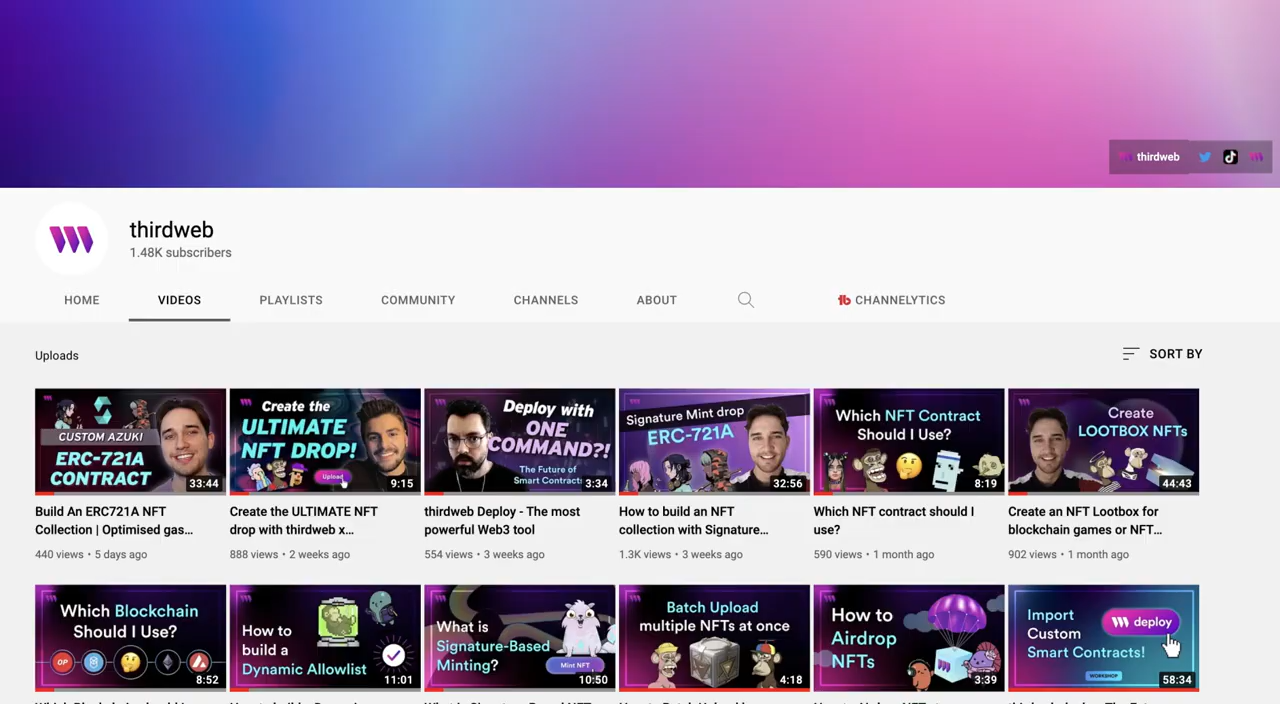 thirdweb
thirdweb
1.48K subscribers
HOME
VIDEOS
PLAYLISTS
COMMUNITY
CHANNELS
ABOUT
CHANNELYTICS
Uploads
SORT BY
CUSTOM AZUKI
ERC-721A
CONTRACT
33:44
Build An ERC721A NFT
Collection | Optimised gas...
440 views • 5 days ago
Create the
ULTIMATE
NFT DROP!
Upload
9:15
Create the ULTIMATE NFT
drop with thirdweb x...
888 views • 2 weeks ago
Deploy with
ONE
COMMAND?!
The Future of
Smart Contracts
3:34
thirdweb Deploy - The most
powerful Web3 tool
554 views • 3 weeks ago
Signature Mint drop
ERC-721A
32:56
How to build an NFT
collection with Signature...
1.3K views • 3 weeks ago
Which NFT Contract
Should I Use?
8:19
Which NFT contract should I
use?
590 views • 1 month ago
Create
LOOTBOX NFTs
44:43
Create an NFT Lootbox for
blockchain games or NFT...
902 views • 1 month ago
Which Blockchain
Should I Use?
OP
8:52
How to
build a
Dynamic Allowlist
11:01
What is
Signature-Based
Minting?
Mint NFT
10:50
Batch Upload
multiple NFTs at once
4:18
How to
Airdrop
NFTs
3:39
Import
Custom
Smart Contracts!
deploy
WORKSHOP
58:34